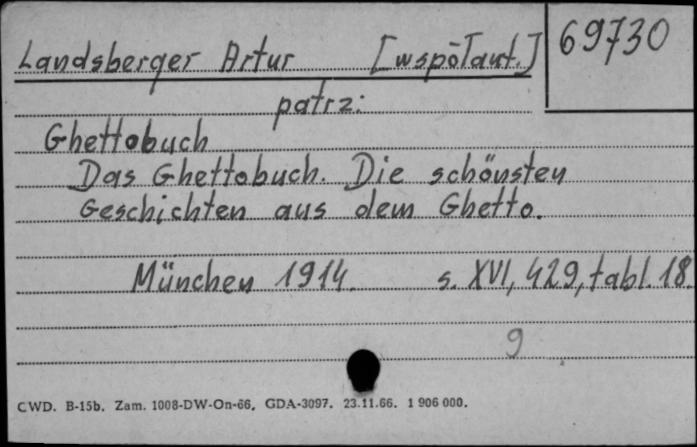 69730
Landsberger Artur [współaut.]
patrz:
Ghettobuch
Das Ghettobuch. Die schönsten
Geschichten aus dem Ghetto.
München 1914. s. XVI, 429, tabl. 18.
9
CWD. B-15b. Zam. 1008-DW-On-66. GDA-3097. 23.11.66. 1 906 000.